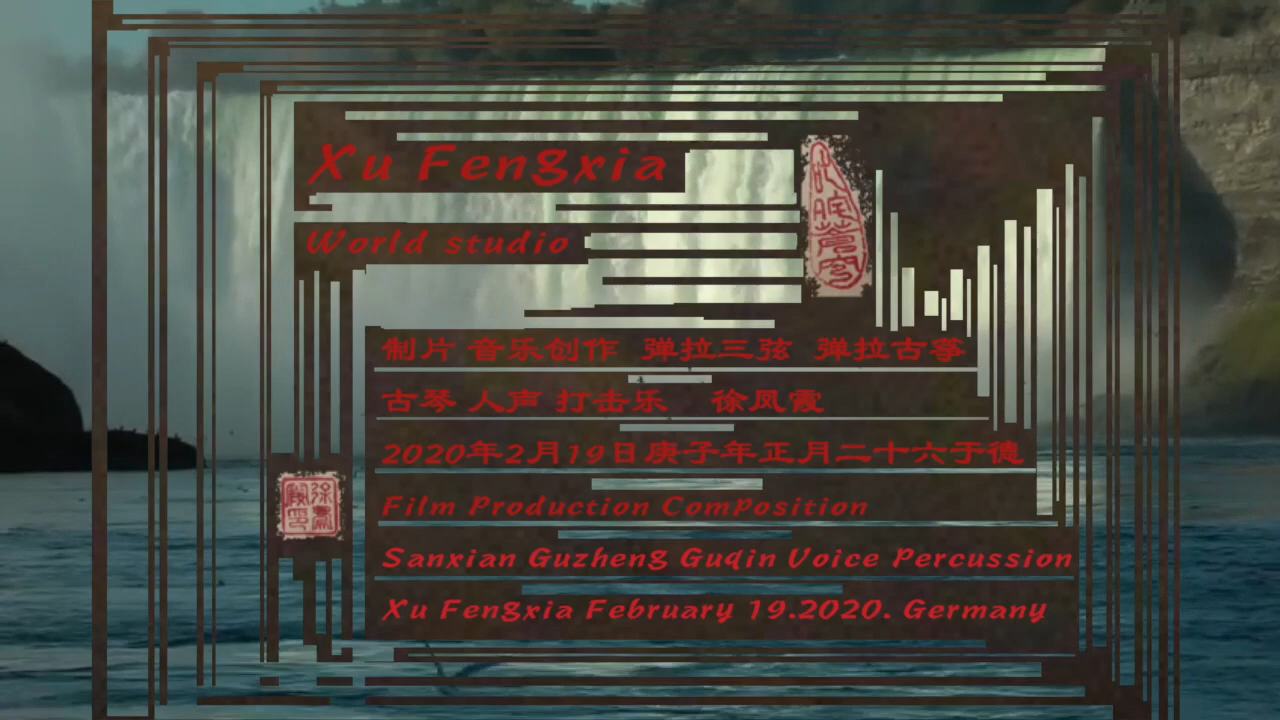 Xu Fengxia
World studio
制片 音乐创作 弹拉三弦 弹拉古筝
古琴 人声 打击乐 徐凤霞
2020年2月19日庚子年正月二十六于德
Film Production Composition
Sanxian Guzheng Guqin Voice Percussion
Xu Fengxia February 19.2020. Germany